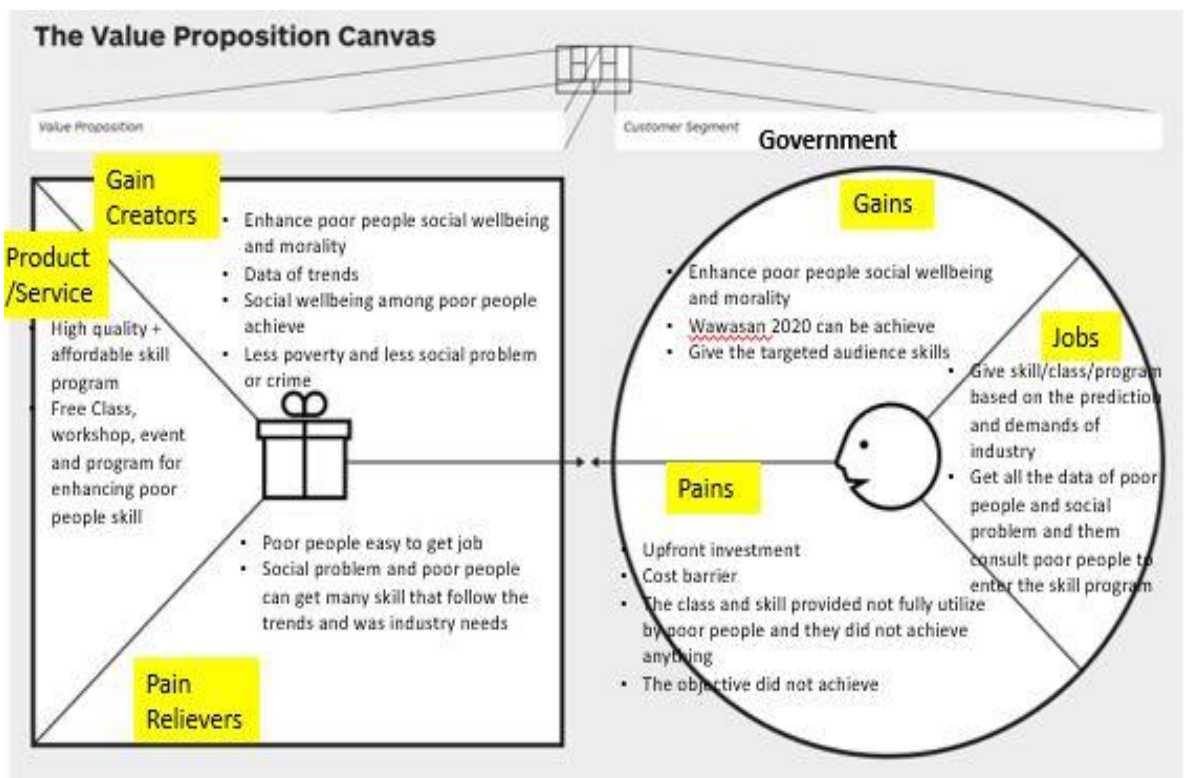 The Value Proposition Canvas
Value Proposition
Customer Segment
Government
Gain
Creators
• Enhance poor people social wellbeing
and morality
• Data of trends
• Social wellbeing among poor people
achieve
• Less poverty and less social problem
or crime
Product
/Service
• High quality +
affordable skill
program
• Free Class,
workshop, event
and program for
enhancing poor
people skill
• Poor people easy to get job
• Social problem and poor people
can get many skill that follow the
trends and was industry needs
Pain
Relievers
Gains
• Enhance poor people social wellbeing
and morality
• Wawasan 2020 can be achieve
• Give the targeted audience skills
Jobs
• Give skill/class/program
based on the prediction
and demands of
industry
• Get all the data of poor
people and social
problem and them
consult poor people to
enter the skill program
Pains
• Upfront investment
• Cost barrier
• The class and skill provided not fully utilize
by poor people and they did not achieve
anything
• The objective did not achieve